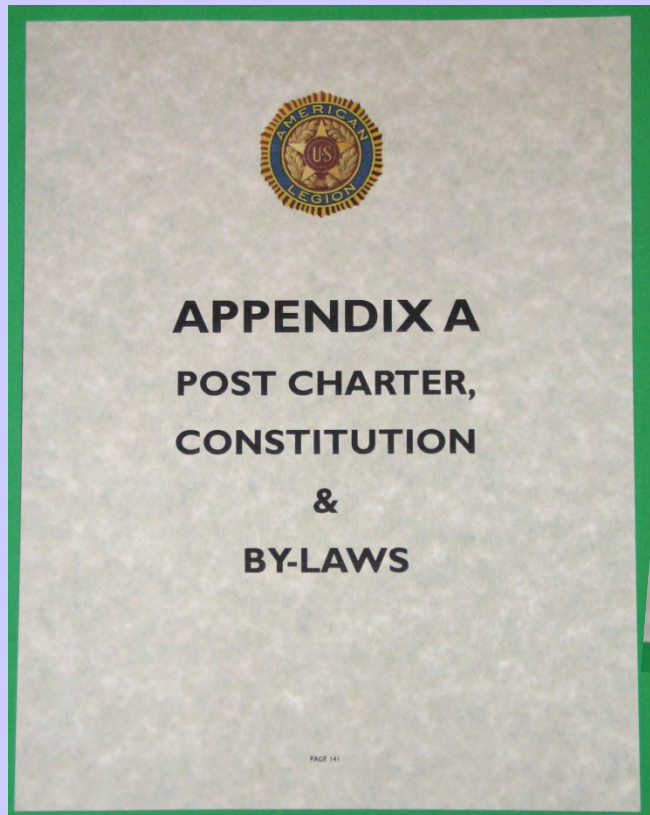 AMERICAN
US
LEGION
APPENDIX A
POST CHARTER,
CONSTITUTION
&
BY-LAWS
PAGE 141